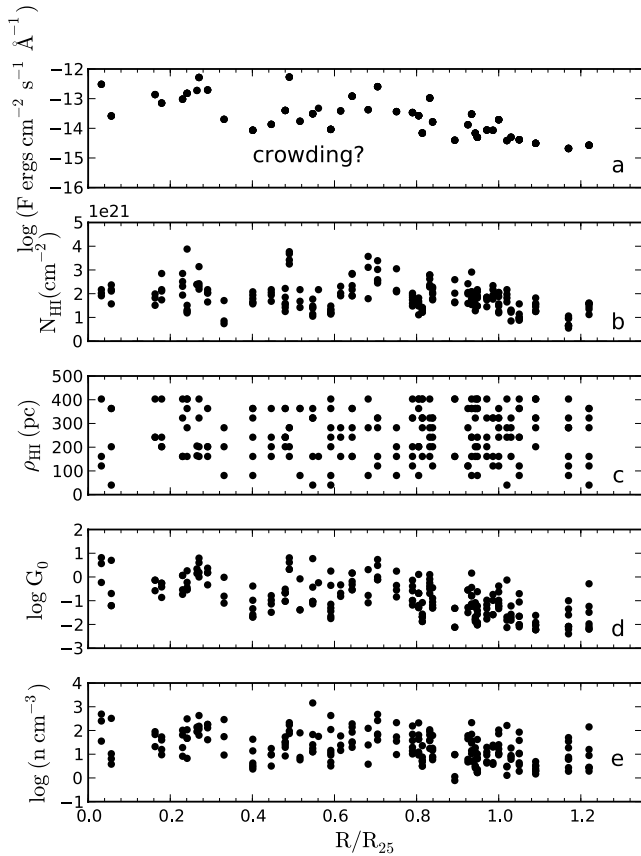 log (F ergs cm⁻² s⁻¹ Å⁻¹)
−12
−13
−14
−15
−16
crowding?
a
1e21
N_HI(cm⁻²)
5
4
3
2
1
0
b
ρ_HI (pc)
500
400
300
200
100
0
c
log G₀
2
1
0
−1
−2
−3
d
log (n cm⁻³)
4
3
2
1
0
−1
e
0.0 0.2 0.4 0.6 0.8 1.0 1.2
R/R₂₅